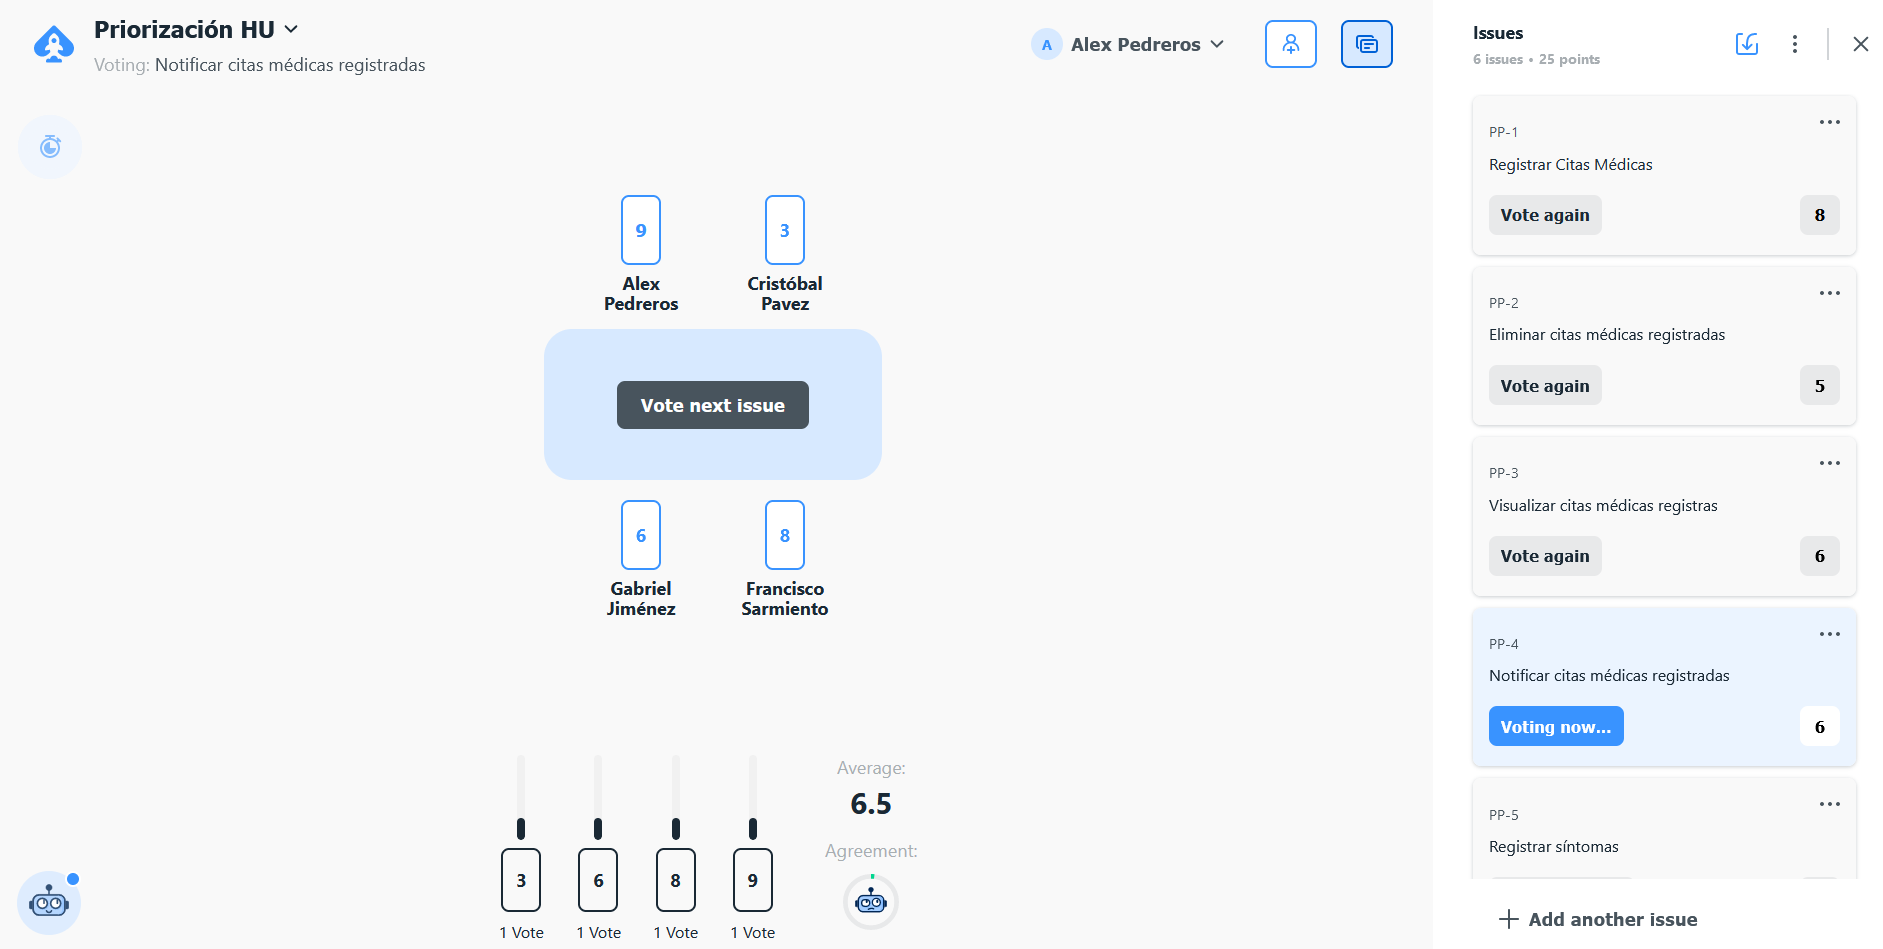 Priorización HU
Voting: Notificar citas médicas registradas
A Alex Pedreros
9
3
Alex
Pedreros
Cristóbal
Pavez
Vote next issue
6
8
Gabriel
Jiménez
Francisco
Sarmiento
3
6
8
9
1 Vote
1 Vote
1 Vote
1 Vote
Average:
6.5
Agreement:
Issues
6 issues • 25 points
PP-1
Registrar Citas Médicas
Vote again
8
PP-2
Eliminar citas médicas registradas
Vote again
5
PP-3
Visualizar citas médicas registras
Vote again
6
PP-4
Notificar citas médicas registradas
Voting now...
6
PP-5
Registrar síntomas
Add another issue